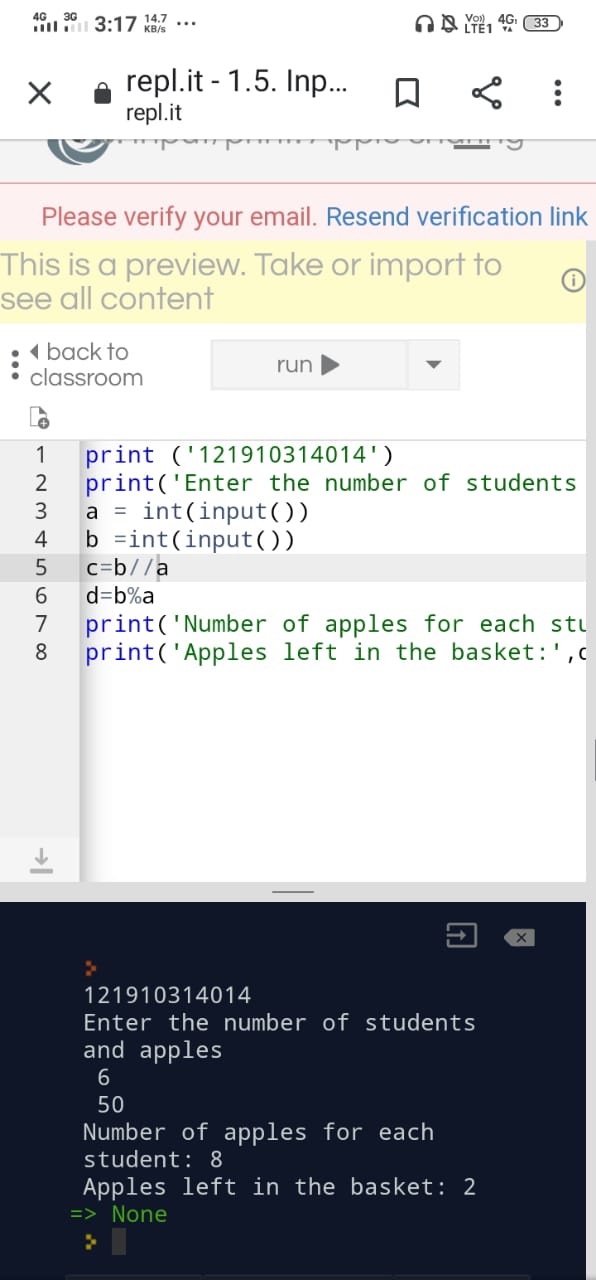 4G 3G 3:17 14.7 KB/s ... Vo)) LTE1 4G 33
repl.it - 1.5. Inp...
repl.it
Please verify your email. Resend verification link
This is a preview. Take or import to
see all content
back to
classroom
run
1 print ('121910314014')
2 print('Enter the number of students
3 a = int(input())
4 b =int(input())
5 c=b//a
6 d=b%a
7 print('Number of apples for each stu
8 print('Apples left in the basket:',d
121910314014
Enter the number of students
and apples
6
50
Number of apples for each
student: 8
Apples left in the basket: 2
=> None